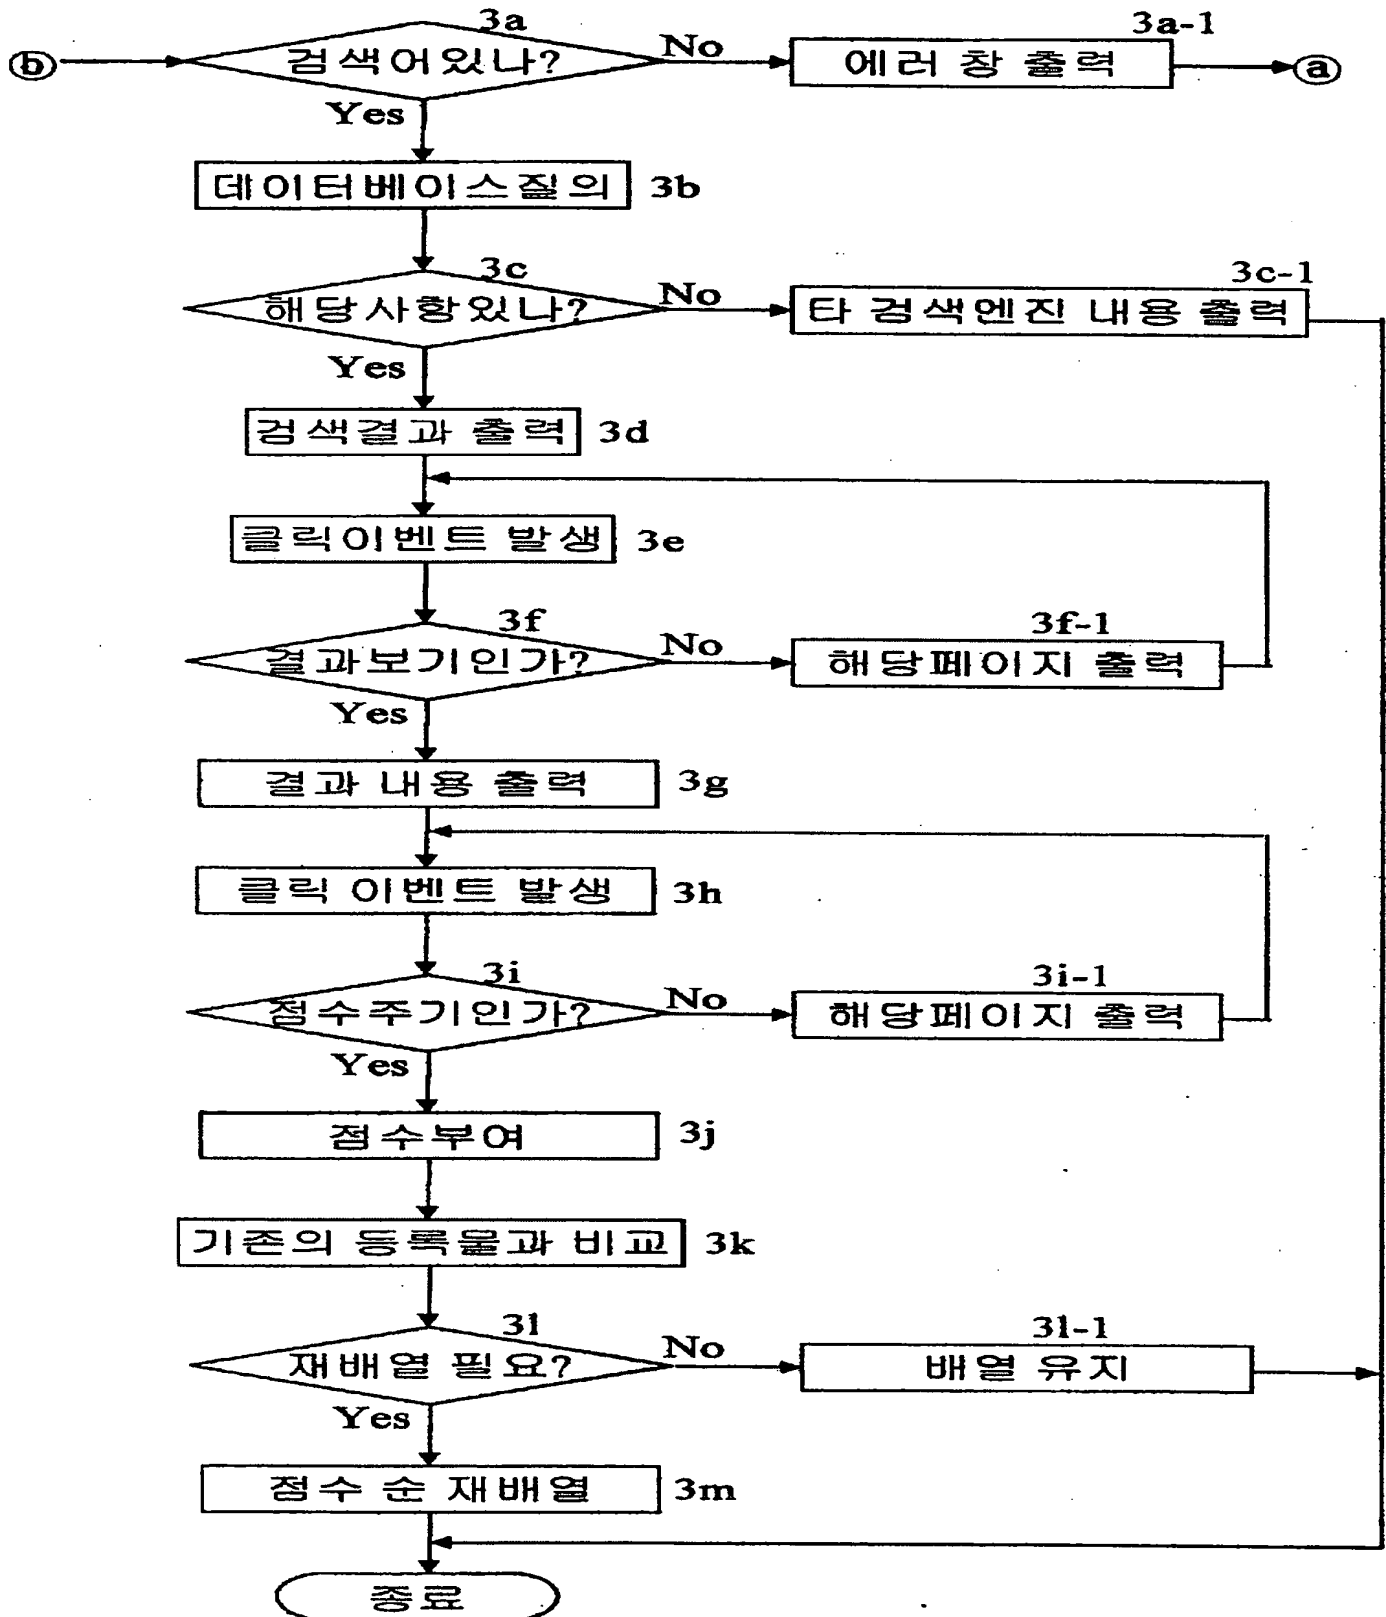 3a
3a-1
ⓑ
검색어있나?
No
에러 창 출력
ⓐ
Yes
데이터베이스질의
3b
3c
3c-1
해당사항있나?
No
타 검색엔진 내용 출력
Yes
검색결과 출력
3d
클릭이벤트 발생
3e
3f
3f-1
결과보기인가?
No
해당페이지 출력
Yes
결과 내용 출력
3g
클릭 이벤트 발생
3h
3i
3i-1
점수주기인가?
No
해당페이지 출력
Yes
점수부여
3j
기존의 등록물과 비교
3k
3l
3l-1
재배열 필요?
No
배열 유지
Yes
점수 순 재배열
3m
종료